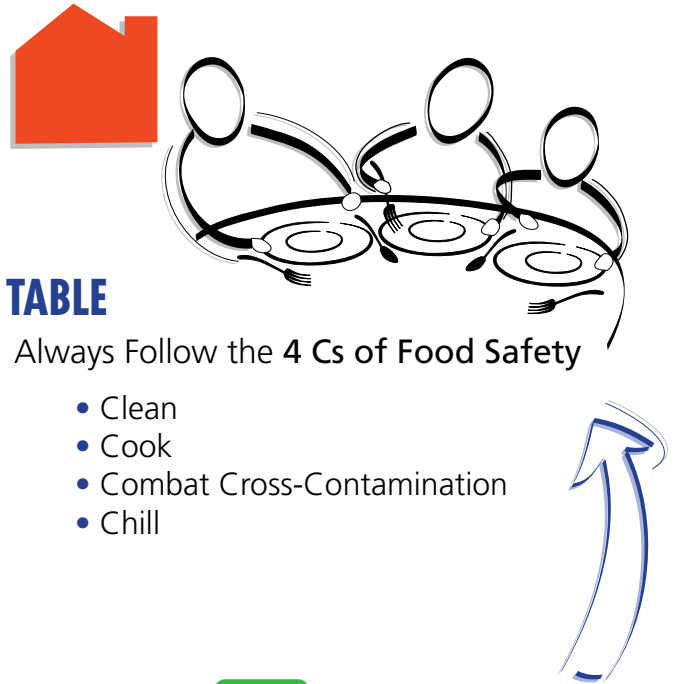 TABLE
Always Follow the 4 Cs of Food Safety
• Clean
• Cook
• Combat Cross-Contamination
• Chill